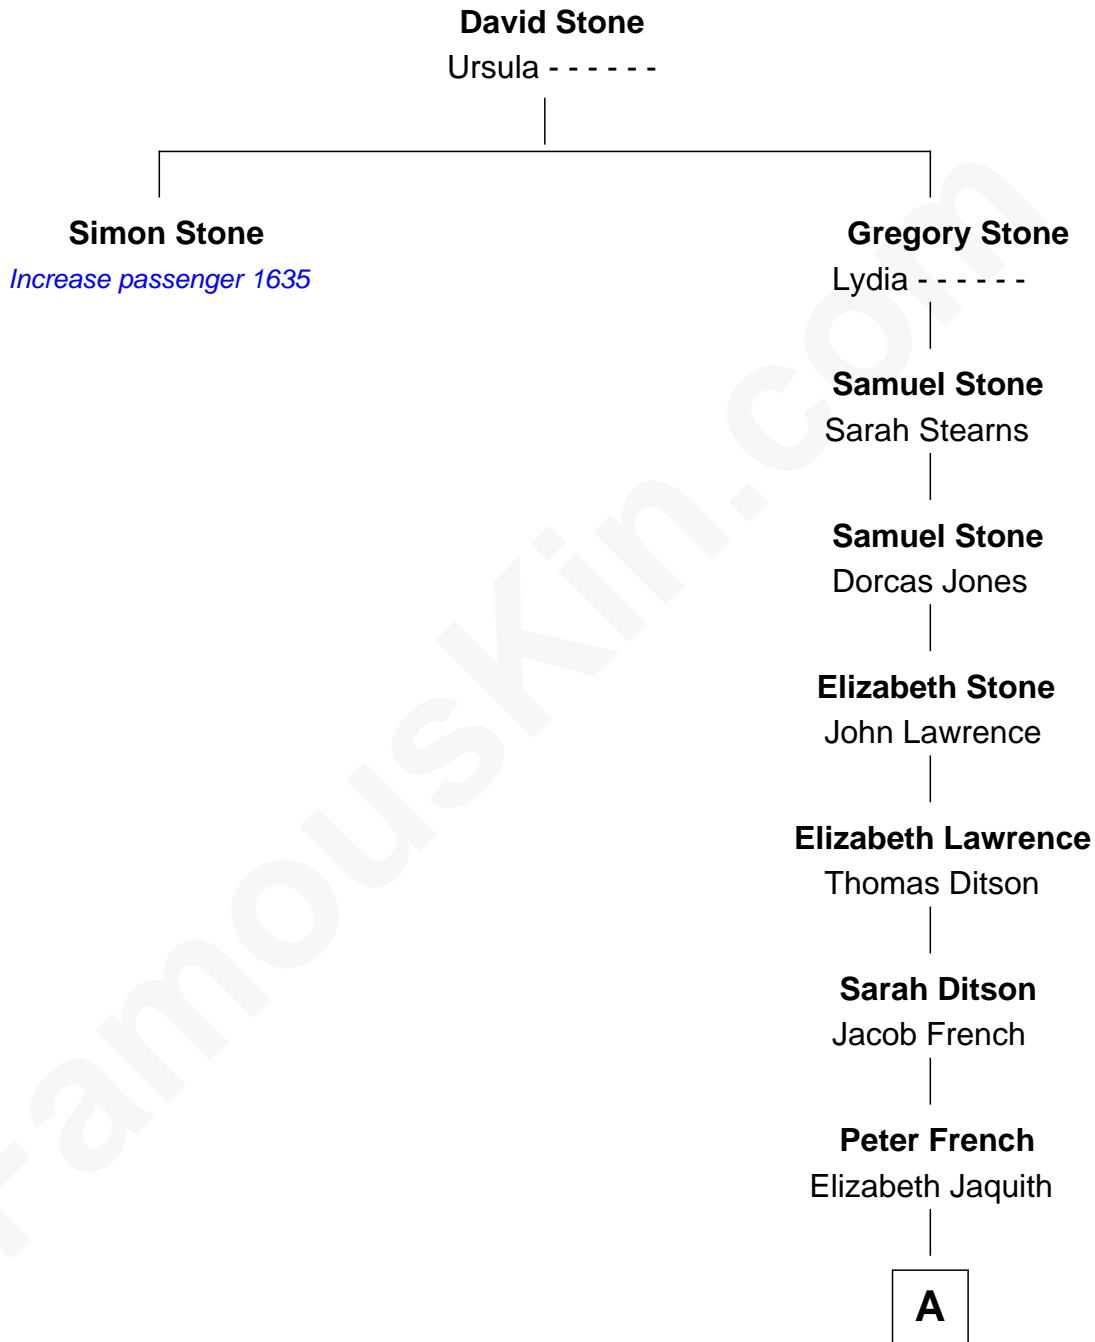 David Stone
Ursula - - - - - -
Simon Stone
Increase passenger 1635
Gregory Stone
Lydia - - - - - -
Samuel Stone
Sarah Stearns
Samuel Stone
Dorcas Jones
Elizabeth Stone
John Lawrence
Elizabeth Lawrence
Thomas Ditson
Sarah Ditson
Jacob French
Peter French
Elizabeth Jaquith
A
FamousKin.com